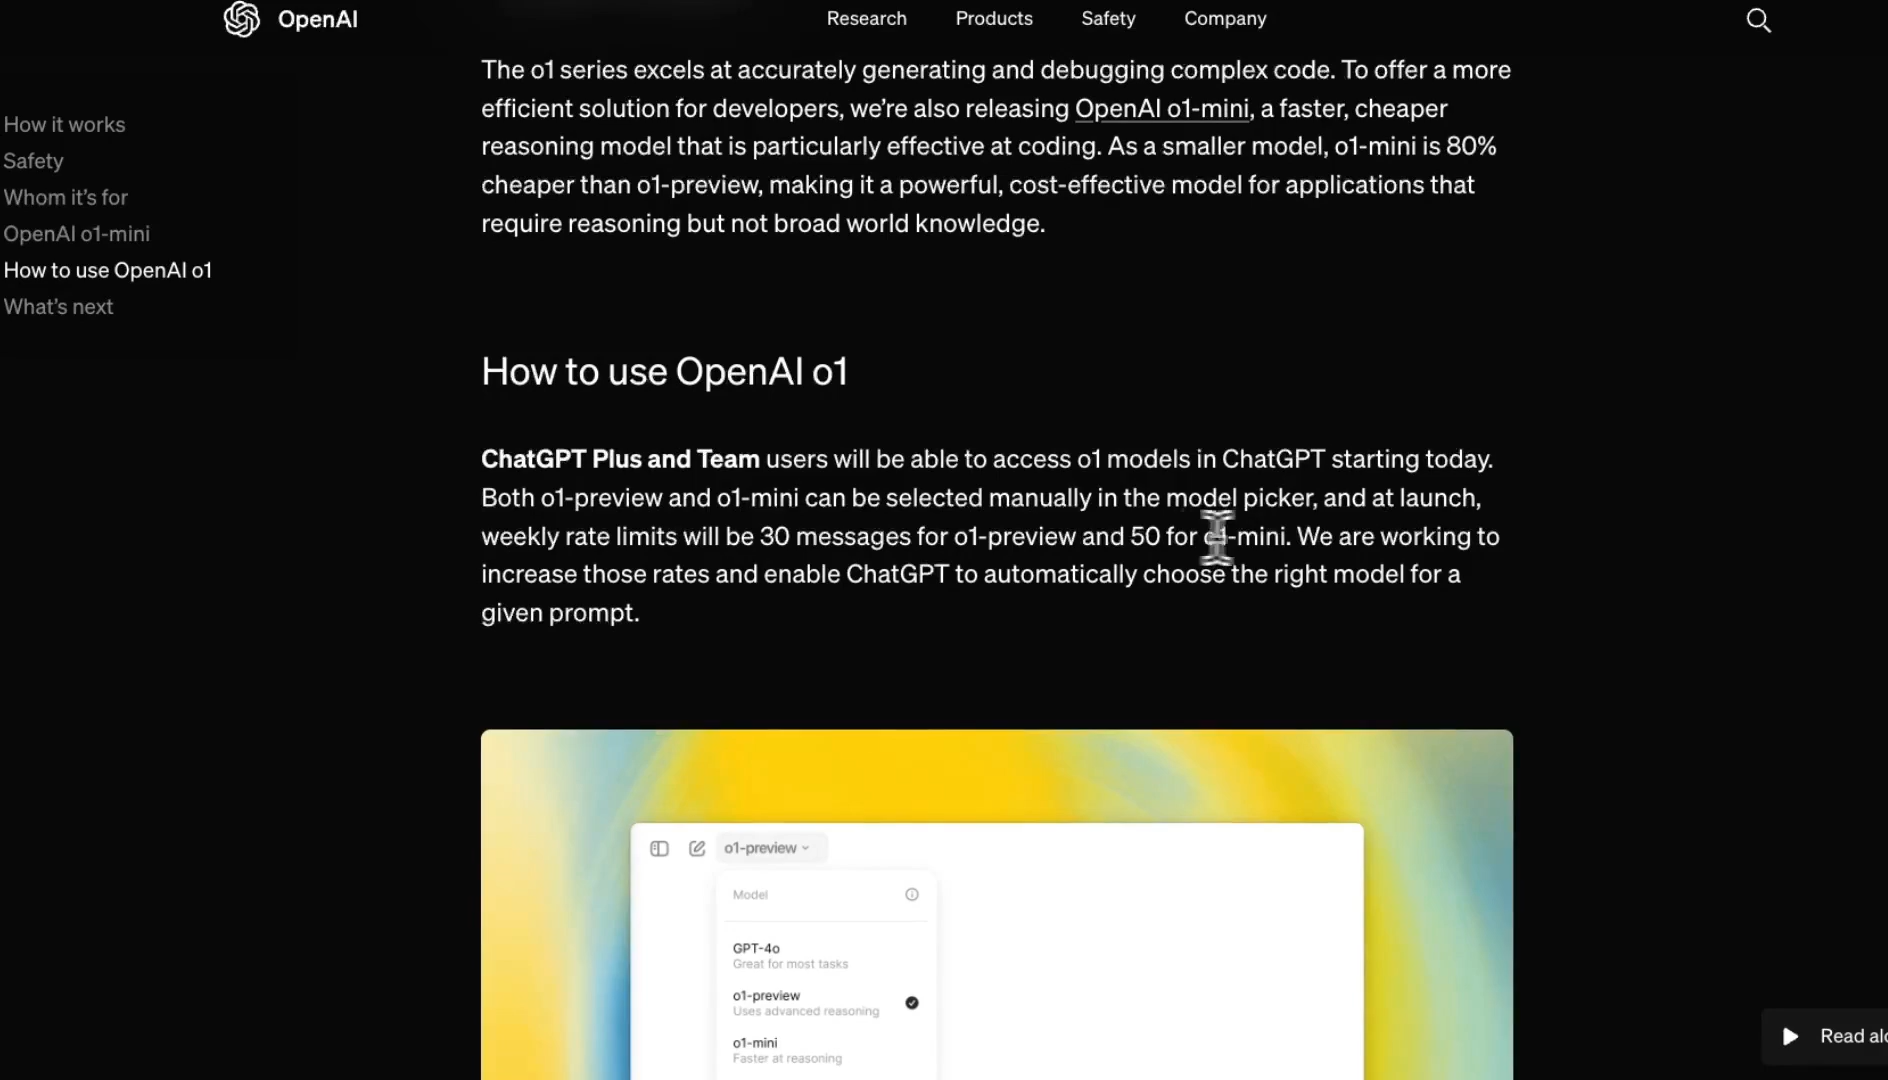 OpenAI
Research Products Safety Company
How it works
Safety
Whom it's for
OpenAI o1-mini
How to use OpenAI o1
What's next
The o1 series excels at accurately generating and debugging complex code. To offer a more
efficient solution for developers, we're also releasing OpenAI o1-mini, a faster, cheaper
reasoning model that is particularly effective at coding. As a smaller model, o1-mini is 80%
cheaper than o1-preview, making it a powerful, cost-effective model for applications that
require reasoning but not broad world knowledge.
How to use OpenAI o1
ChatGPT Plus and Team users will be able to access o1 models in ChatGPT starting today.
Both o1-preview and o1-mini can be selected manually in the model picker, and at launch,
weekly rate limits will be 30 messages for o1-preview and 50 for o1-mini. We are working to
increase those rates and enable ChatGPT to automatically choose the right model for a
given prompt.
o1-preview
Model
GPT-4o
Great for most tasks
o1-preview
Uses advanced reasoning
o1-mini
Faster at reasoning
Read alo